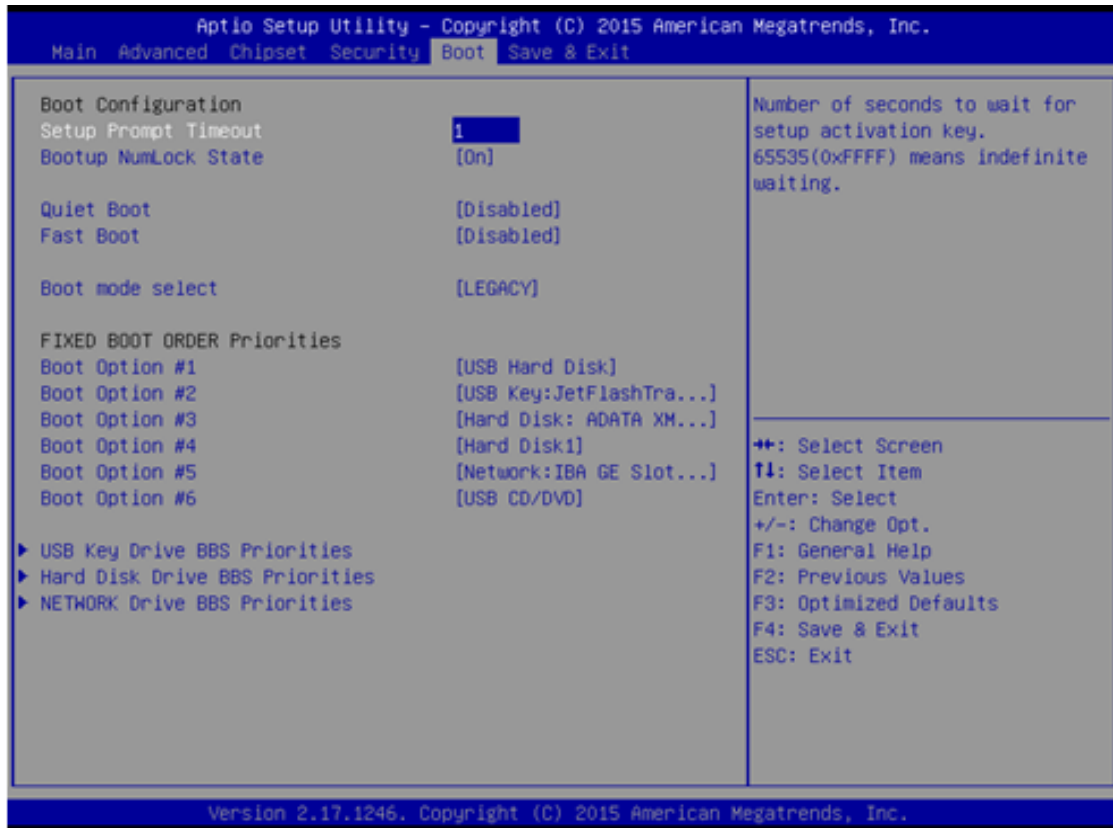 Aptio Setup Utility – Copyright (C) 2015 American Megatrends, Inc.
Main Advanced Chipset Security Boot Save & Exit
Boot Configuration
Setup Prompt Timeout 1
Bootup NumLock State [On]
Quiet Boot [Disabled]
Fast Boot [Disabled]
Boot mode select [LEGACY]
FIXED BOOT ORDER Priorities
Boot Option #1 [USB Hard Disk]
Boot Option #2 [USB Key:JetFlashTra...]
Boot Option #3 [Hard Disk: ADATA XM...]
Boot Option #4 [Hard Disk1]
Boot Option #5 [Network:IBA GE Slot...]
Boot Option #6 [USB CD/DVD]
USB Key Drive BBS Priorities
Hard Disk Drive BBS Priorities
NETWORK Drive BBS Priorities
Number of seconds to wait for
setup activation key.
65535(0xFFFF) means indefinite
waiting.
→←: Select Screen
↑↓: Select Item
Enter: Select
+/-: Change Opt.
F1: General Help
F2: Previous Values
F3: Optimized Defaults
F4: Save & Exit
ESC: Exit
Version 2.17.1246. Copyright (C) 2015 American Megatrends, Inc.